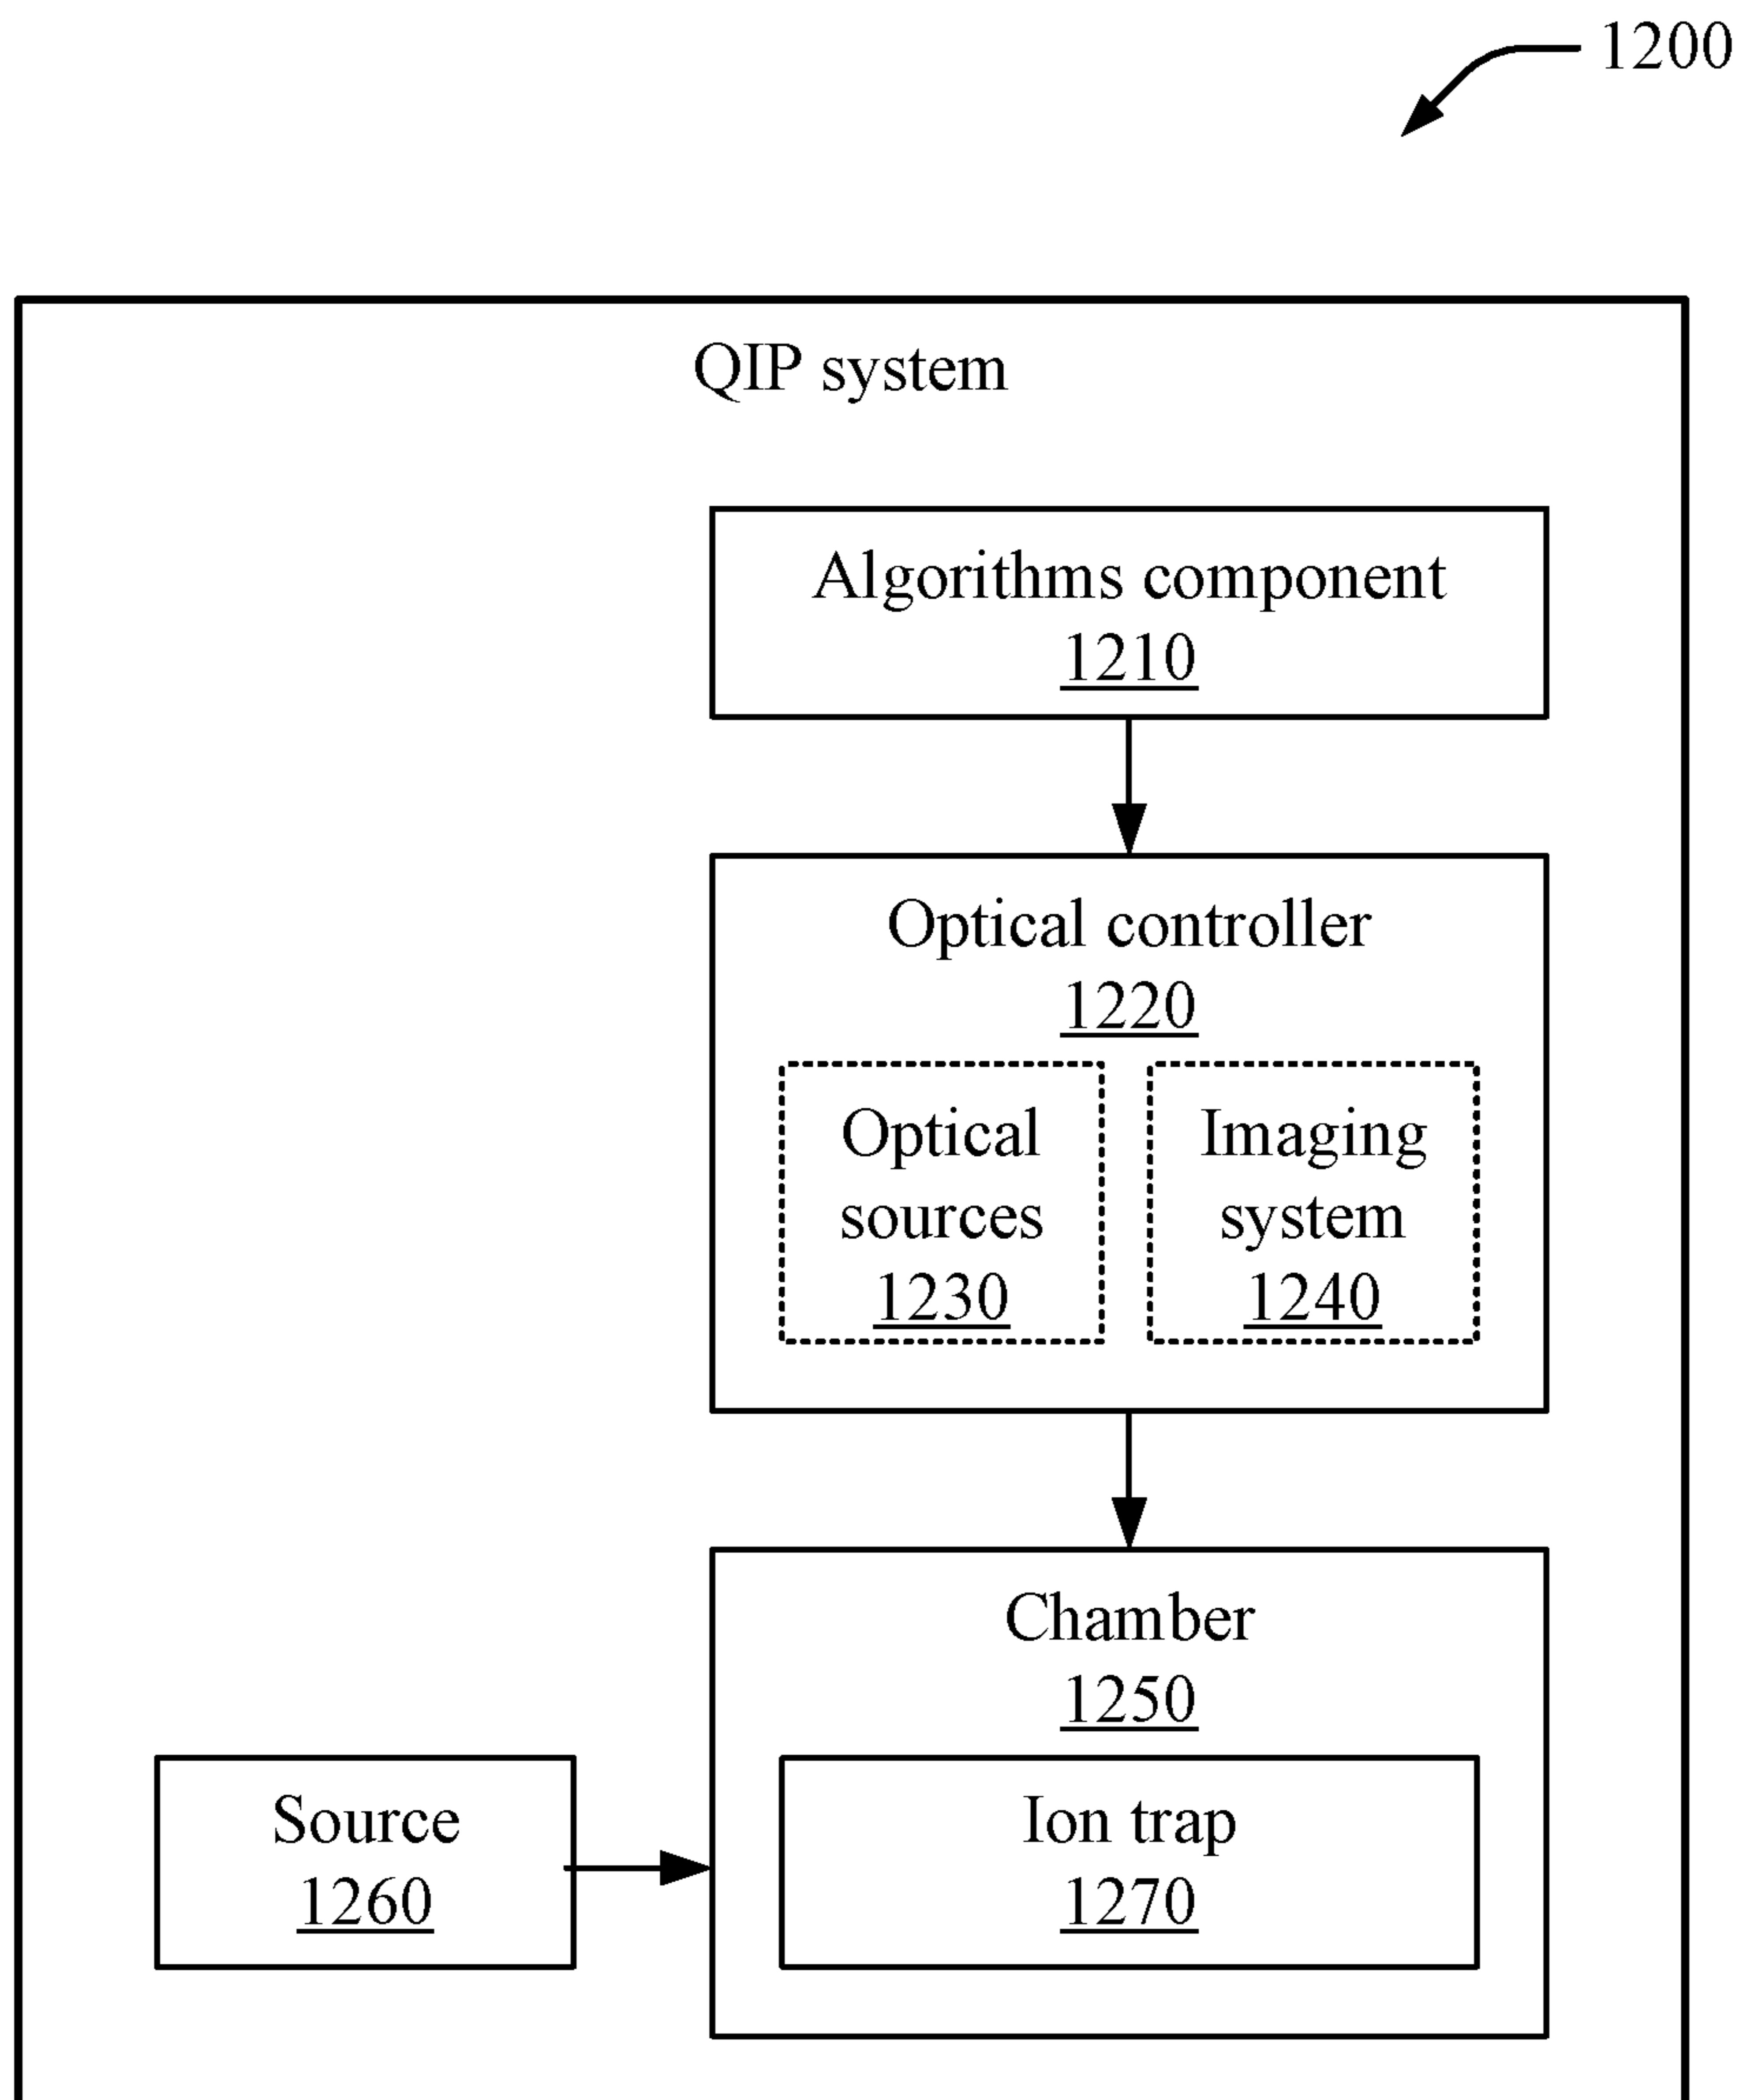 1200
QIP system
Algorithms component
1210
Optical controller
1220
Optical
sources
1230
Imaging
system
1240
Chamber
1250
Source
1260
Ion trap
1270